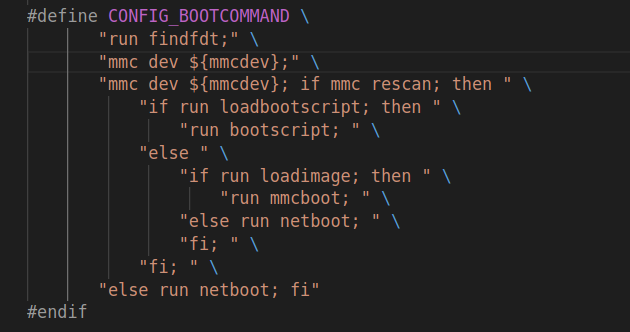 #define CONFIG_BOOTCOMMAND \
"run findfdt;" \
"mmc dev ${mmcdev};" \
"mmc dev ${mmcdev}; if mmc rescan; then " \
"if run loadbootscript; then " \
"run bootscript; " \
"else " \
"if run loadimage; then " \
"run mmcboot; " \
"else run netboot; " \
"fi; " \
"fi; " \
"else run netboot; fi"
#endif